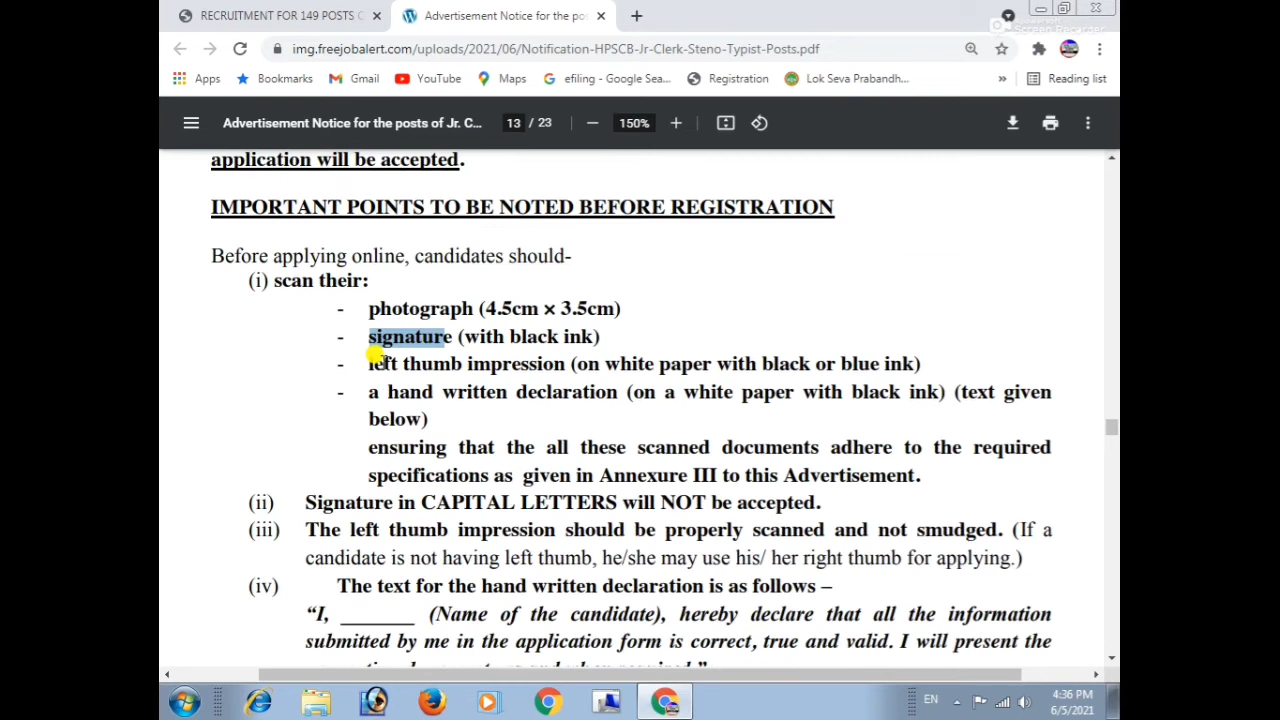 RECRUITMENT FOR 149 POSTS
Advertisement Notice for the po
Screen Recorder
img.freejobalert.com/uploads/2021/06/Notification-HPSCB-Jr-Clerk-Steno-Typist-Posts.pdf
Apps Bookmarks Gmail YouTube Maps efiling - Google Sea... Registration Lok Seva Prabandh... » Reading list
Advertisement Notice for the posts of Jr. C... 13 / 23 150%
application will be accepted.
IMPORTANT POINTS TO BE NOTED BEFORE REGISTRATION
Before applying online, candidates should-
(i) scan their:
- photograph (4.5cm × 3.5cm)
- signature (with black ink)
- left thumb impression (on white paper with black or blue ink)
- a hand written declaration (on a white paper with black ink) (text given
below)
ensuring that the all these scanned documents adhere to the required
specifications as given in Annexure III to this Advertisement.
(ii) Signature in CAPITAL LETTERS will NOT be accepted.
(iii) The left thumb impression should be properly scanned and not smudged. (If a
candidate is not having left thumb, he/she may use his/ her right thumb for applying.)
(iv) The text for the hand written declaration is as follows –
“I, _______ (Name of the candidate), hereby declare that all the information
submitted by me in the application form is correct, true and valid. I will present the
EN
4:36 PM
6/5/2021